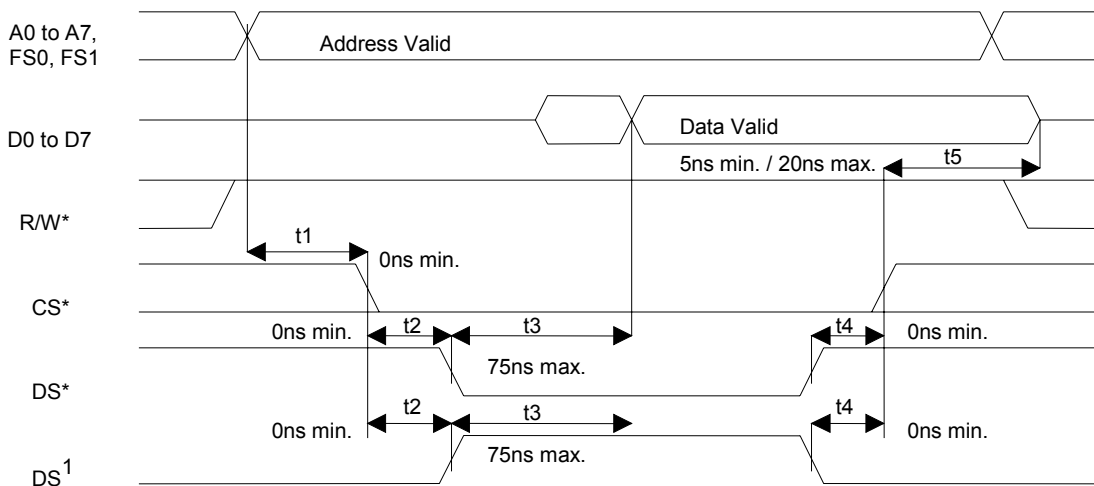 A0 to A7,
FS0, FS1
Address Valid
D0 to D7
Data Valid
5ns min. / 20ns max.
t5
R/W*
t1
0ns min.
CS*
0ns min.
t2
t3
t4
0ns min.
75ns max.
DS*
0ns min.
t2
t3
t4
0ns min.
75ns max.
DS1